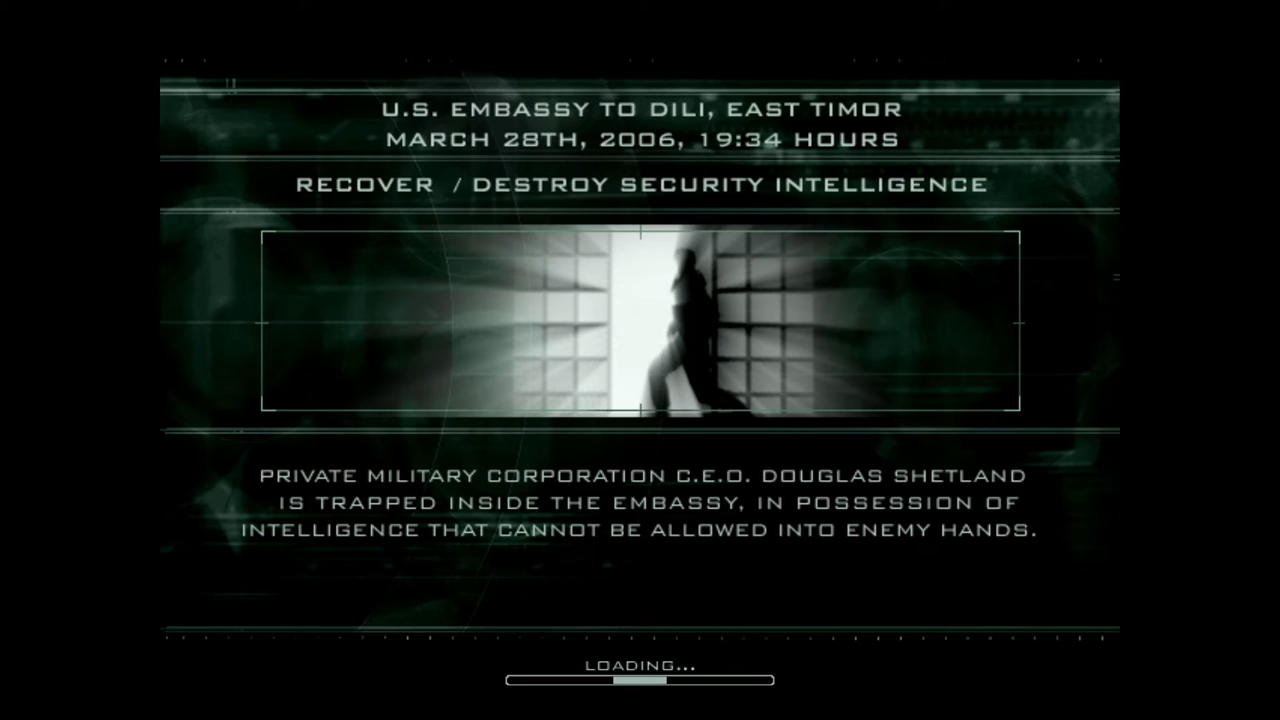 U.S. EMBASSY TO DILI, EAST TIMOR
MARCH 28TH, 2006, 19:34 HOURS
RECOVER / DESTROY SECURITY INTELLIGENCE
PRIVATE MILITARY CORPORATION C.E.O. DOUGLAS SHETLAND
IS TRAPPED INSIDE THE EMBASSY, IN POSSESSION OF
INTELLIGENCE THAT CANNOT BE ALLOWED INTO ENEMY HANDS.
LOADING...